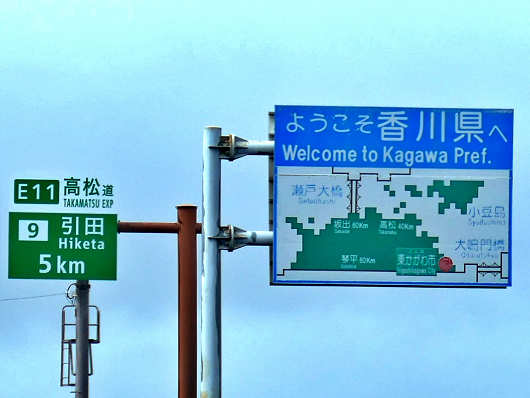 E11 高松道
TAKAMATSU EXP
9 引田
Hiketa
5km
ようこそ香川県へ
Welcome to Kagawa Pref.
瀬戸大橋
小豆島
坂出 60Km
高松 40Km
大鳴門橋
琴平 80Km
東かがわ市